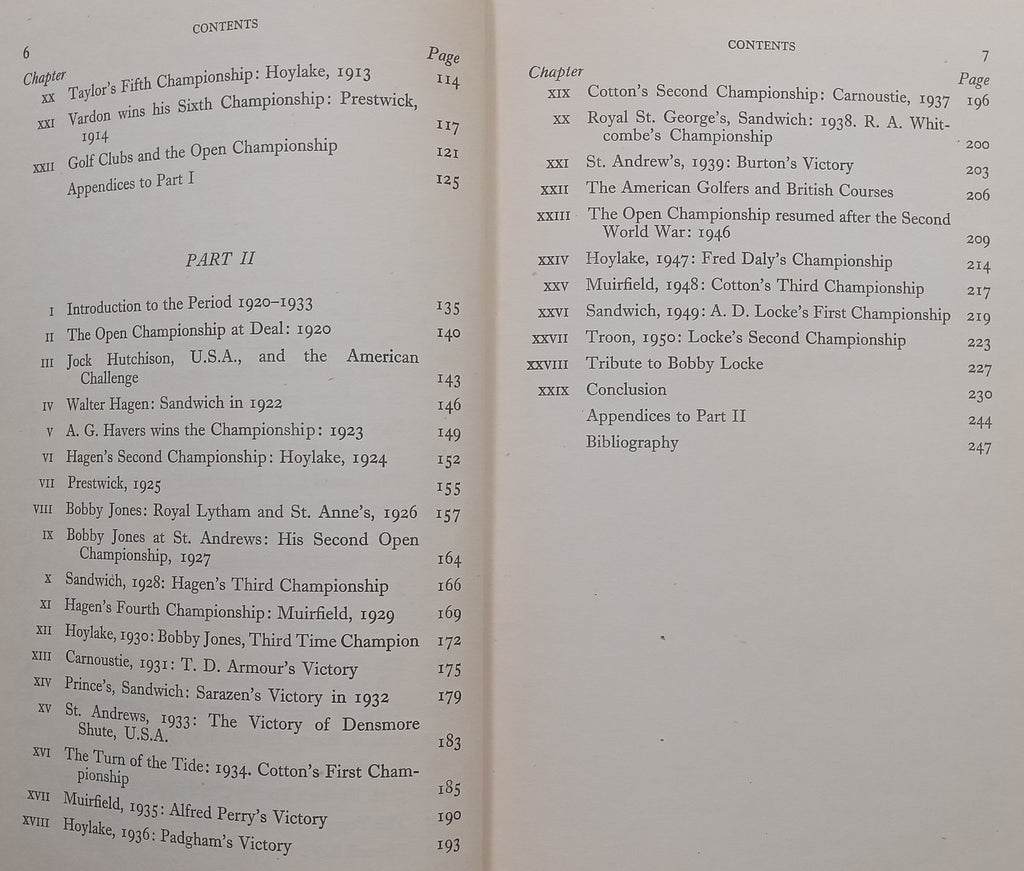 CONTENTS
6
Chapter Page
XX Taylor's Fifth Championship: Hoylake, 1913 114
XXI Vardon wins his Sixth Championship: Prestwick,
1914 117
XXII Golf Clubs and the Open Championship 121
Appendices to Part I 125
PART II
I Introduction to the Period 1920–1933 135
II The Open Championship at Deal: 1920 140
III Jock Hutchison, U.S.A., and the American
Challenge 143
IV Walter Hagen: Sandwich in 1922 146
V A. G. Havers wins the Championship: 1923 149
VI Hagen's Second Championship: Hoylake, 1924 152
VII Prestwick, 1925 155
VIII Bobby Jones: Royal Lytham and St. Anne's, 1926 157
IX Bobby Jones at St. Andrews: His Second Open
Championship, 1927 164
X Sandwich, 1928: Hagen's Third Championship 166
XI Hagen's Fourth Championship: Muirfield, 1929 169
XII Hoylake, 1930: Bobby Jones, Third Time Champion 172
XIII Carnoustie, 1931: T. D. Armour's Victory 175
XIV Prince's, Sandwich: Sarazen's Victory in 1932 179
XV St. Andrews, 1933: The Victory of Densmore
Shute, U.S.A. 183
XVI The Turn of the Tide: 1934. Cotton's First Cham-
pionship 185
XVII Muirfield, 1935: Alfred Perry's Victory 190
XVIII Hoylake, 1936: Padgham's Victory 193
CONTENTS
7
Chapter Page
XIX Cotton's Second Championship: Carnoustie, 1937 196
XX Royal St. George's, Sandwich: 1938. R. A. Whit-
combe's Championship 200
XXI St. Andrew's, 1939: Burton's Victory 203
XXII The American Golfers and British Courses 206
XXIII The Open Championship resumed after the Second
World War: 1946 209
XXIV Hoylake, 1947: Fred Daly's Championship 214
XXV Muirfield, 1948: Cotton's Third Championship 217
XXVI Sandwich, 1949: A. D. Locke's First Championship 219
XXVII Troon, 1950: Locke's Second Championship 223
XXVIII Tribute to Bobby Locke 227
XXIX Conclusion 230
Appendices to Part II 244
Bibliography 247